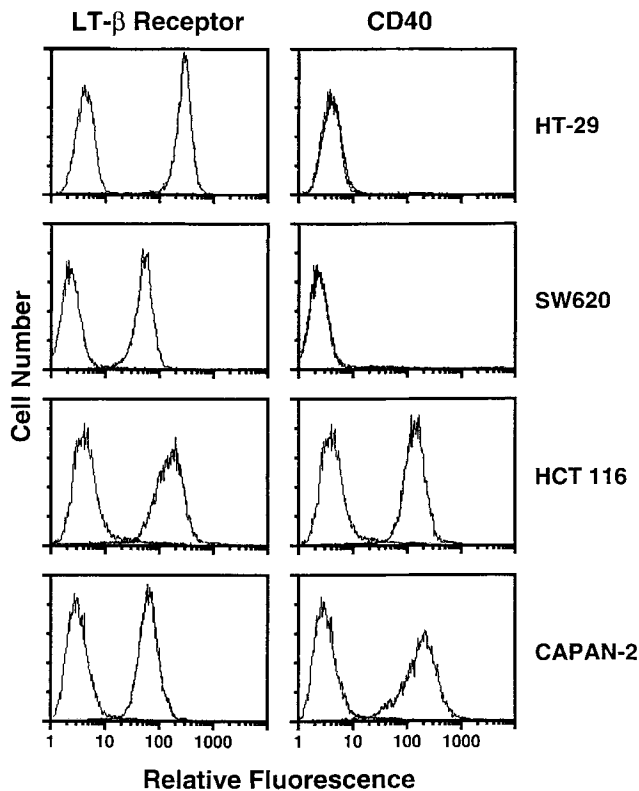 LT-β Receptor
CD40
HT-29
SW620
HCT 116
CAPAN-2
Cell Number
1 10 100 1000
1 10 100 1000
Relative Fluorescence